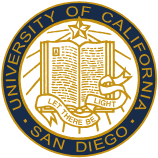 UNIVERSITY OF CALIFORNIA
LET THERE BE
LIGHT
· SAN DIEGO ·